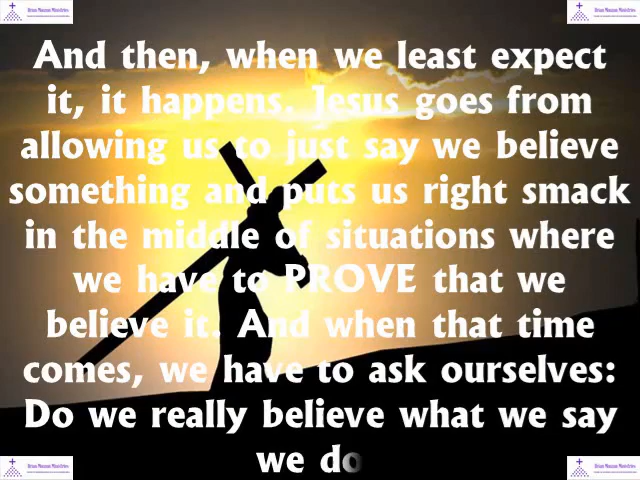 And then, when we least expect
it, it happens. Jesus goes from
allowing us to just say we believe
something and puts us right smack
in the middle of situations where
we have to PROVE that we
believe it. And when that time
comes, we have to ask ourselves:
Do we really believe what we say
we do